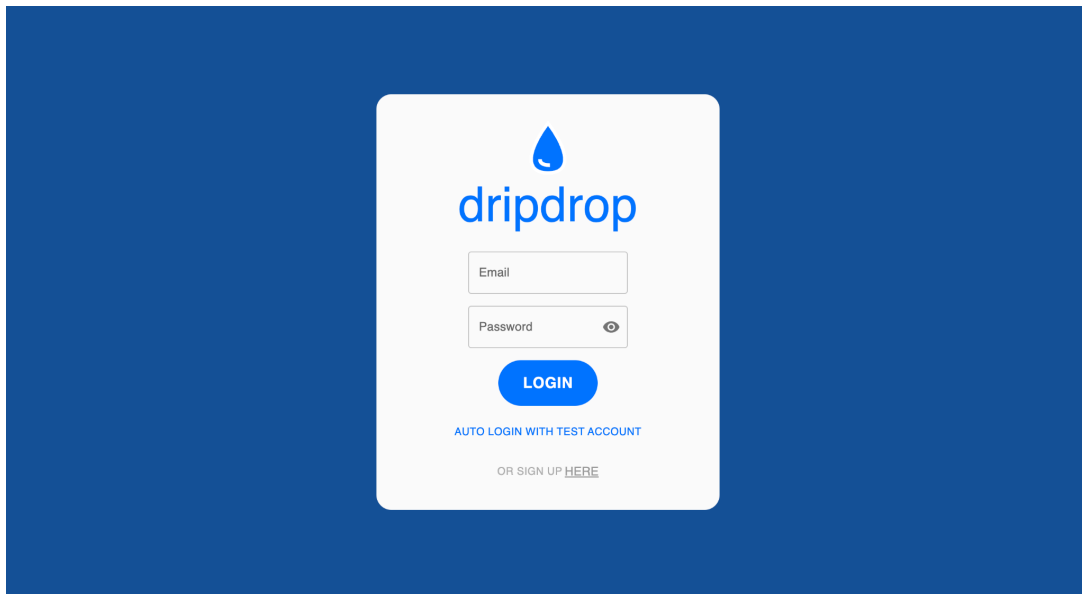 dripdrop
Email
Password
LOGIN
AUTO LOGIN WITH TEST ACCOUNT
OR SIGN UP HERE